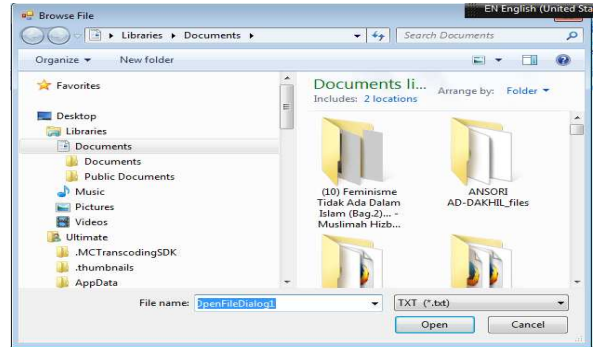 Browse File
EN English (United Sta
Libraries ▸ Documents ▸
Search Documents
Organize
New folder
Favorites
Desktop
Libraries
Documents
Documents
Public Documents
Music
Pictures
Videos
Ultimate
.MCTranscodingSDK
.thumbnails
AppData
Documents li...
Includes: 2 locations
Arrange by: Folder
(10) Feminisme
Tidak Ada Dalam
Islam (Bag.2)... -
Muslimah Hizb...
ANSORI
AD-DAKHIL_files
File name: OpenFileDialog1
TXT (*.txt)
Open
Cancel